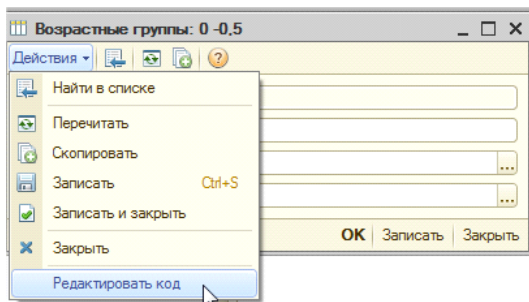 Возрастные группы: 0 -0,5
Действия
Найти в списке
Перечитать
Скопировать
Записать Ctrl+S
Записать и закрыть
Закрыть
Редактировать код
...
...
OK Записать Закрыть